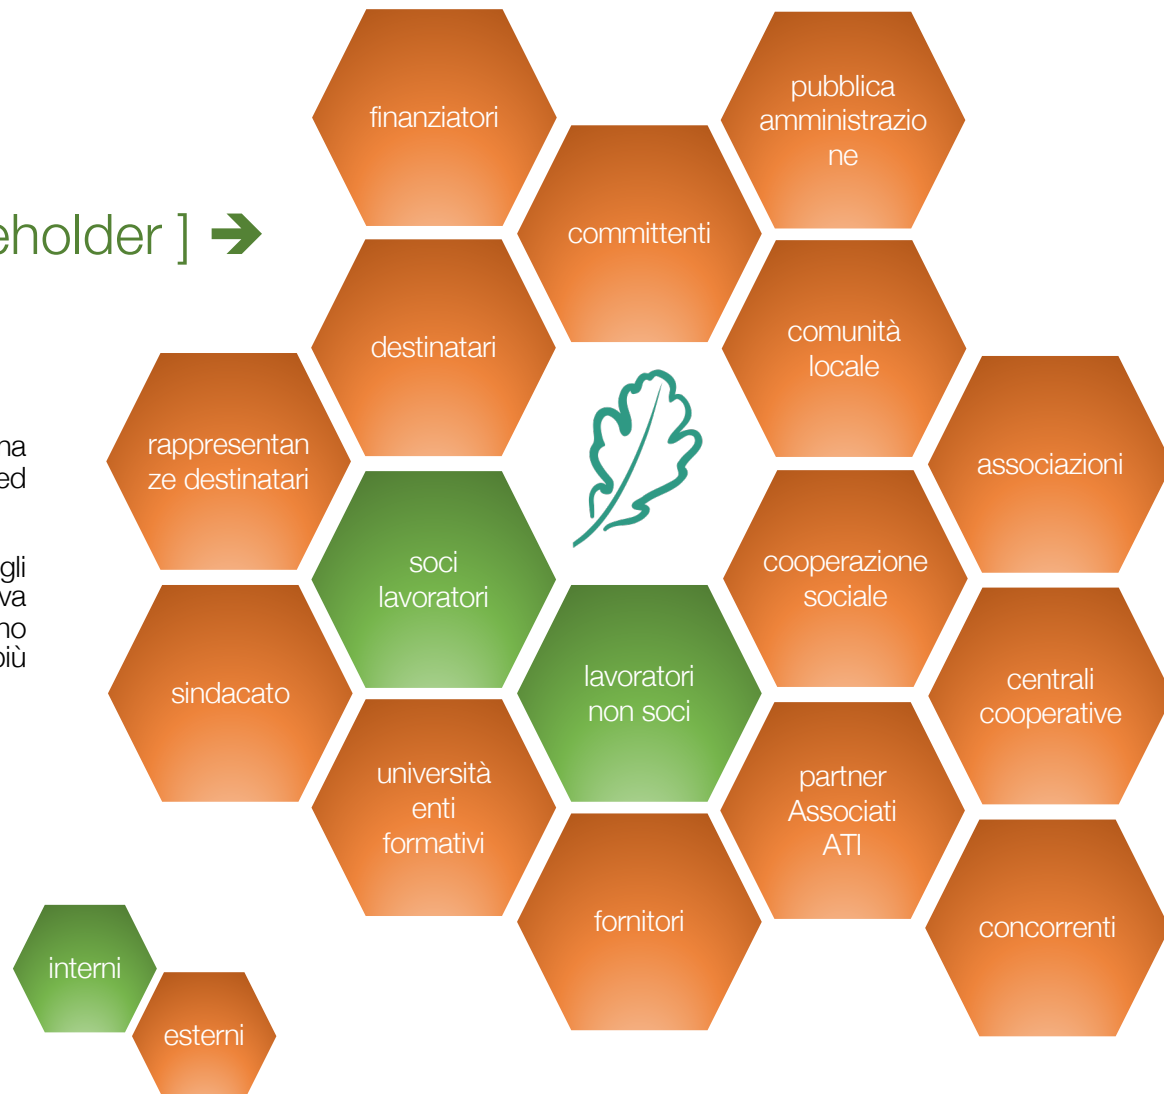 finanziatori
pubblica
amministrazio
ne
committenti
eholder ] ➔
destinatari
comunità
locale
rappresentan
ze destinatari
associazioni
na
ed
soci
lavoratori
cooperazione
sociale
gli
va
no
più
sindacato
lavoratori
non soci
centrali
cooperative
università
enti
formativi
partner
Associati
ATI
fornitori
concorrenti
interni
esterni